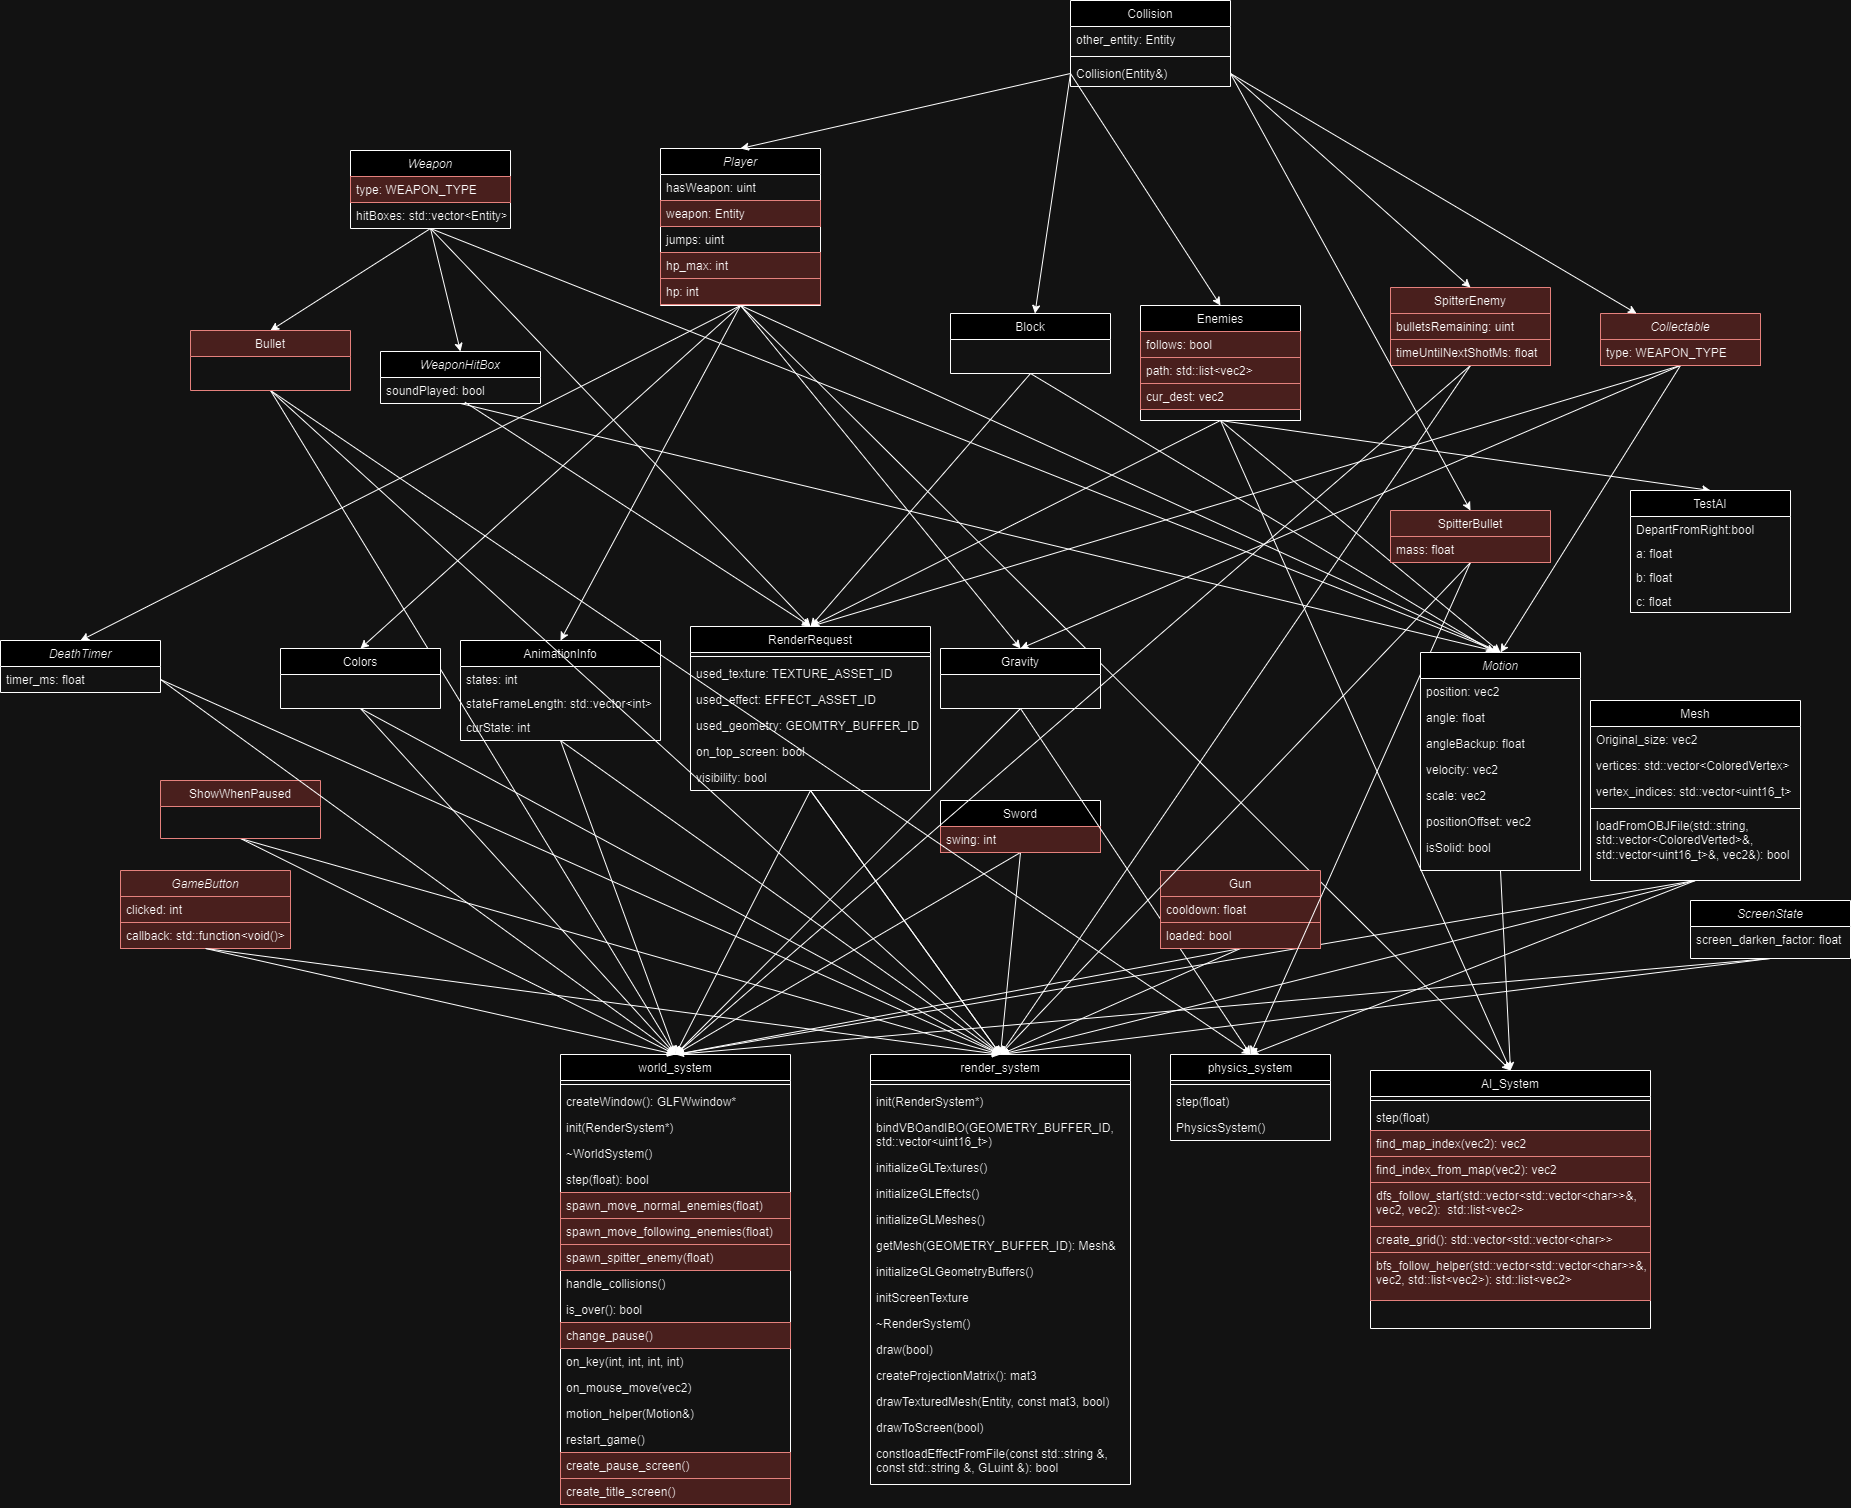 Collision
other_entity: Entity
Collision(Entity&)
Weapon
type: WEAPON_TYPE
hitBoxes: std::vector<Entity>
Player
hasWeapon: uint
weapon: Entity
jumps: uint
hp_max: int
hp: int
Bullet
WeaponHitBox
soundPlayed: bool
Block
Enemies
follows: bool
path: std::list<vec2>
cur_dest: vec2
SpitterEnemy
bulletsRemaining: uint
timeUntilNextShotMs: float
Collectable
type: WEAPON_TYPE
SpitterBullet
mass: float
TestAI
DepartFromRight:bool
a: float
b: float
c: float
DeathTimer
timer_ms: float
Colors
AnimationInfo
states: int
stateFrameLength: std::vector<int>
curState: int
RenderRequest
used_texture: TEXTURE_ASSET_ID
used_effect: EFFECT_ASSET_ID
used_geometry: GEOMTRY_BUFFER_ID
on_top_screen: bool
visibility: bool
Gravity
Motion
position: vec2
angle: float
angleBackup: float
velocity: vec2
scale: vec2
positionOffset: vec2
isSolid: bool
Mesh
Original_size: vec2
vertices: std::vector<ColoredVertex>
vertex_indices: std::vector<uint16_t>
loadFromOBJFile(std::string,
std::vector<ColoredVerted>&,
std::vector<uint16_t>&, vec2&): bool
ShowWhenPaused
Sword
swing: int
GameButton
clicked: int
callback: std::function<void()>
Gun
cooldown: float
loaded: bool
ScreenState
screen_darken_factor: float
world_system
createWindow(): GLFWwindow*
init(RenderSystem*)
~WorldSystem()
step(float): bool
spawn_move_normal_enemies(float)
spawn_move_following_enemies(float)
spawn_spitter_enemy(float)
handle_collisions()
is_over(): bool
change_pause()
on_key(int, int, int, int)
on_mouse_move(vec2)
motion_helper(Motion&)
restart_game()
create_pause_screen()
create_title_screen()
render_system
init(RenderSystem*)
bindVBOandIBO(GEOMETRY_BUFFER_ID,
std::vector<uint16_t>)
initializeGLTextures()
initializeGLEffects()
initializeGLMeshes()
getMesh(GEOMETRY_BUFFER_ID): Mesh&
initializeGLGeometryBuffers()
initScreenTexture
~RenderSystem()
draw(bool)
createProjectionMatrix(): mat3
drawTexturedMesh(Entity, const mat3, bool)
drawToScreen(bool)
constloadEffectFromFile(const std::string &,
const std::string &, GLuint &): bool
physics_system
step(float)
PhysicsSystem()
AI_System
step(float)
find_map_index(vec2): vec2
find_index_from_map(vec2): vec2
dfs_follow_start(std::vector<std::vector<char>>&,
vec2, vec2):  std::list<vec2>
create_grid(): std::vector<std::vector<char>>
bfs_follow_helper(std::vector<std::vector<char>>&,
vec2, std::list<vec2>): std::list<vec2>